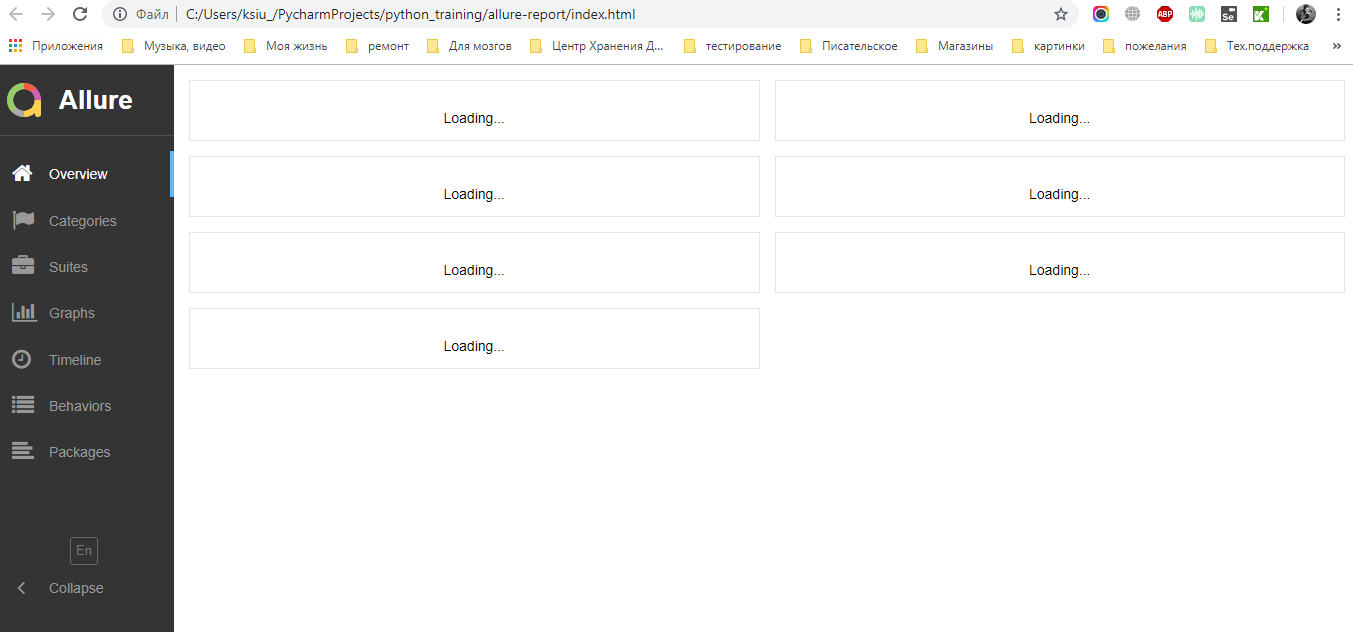 Файл C:/Users/ksiu_/PycharmProjects/python_training/allure-report/index.html
ABP
Se
Приложения Музыка, видео Моя жизнь ремонт Для мозгов Центр Хранения Д... тестирование Писательское Магазины картинки пожелания Тех.поддержка »
Allure
Overview
Categories
Suites
Graphs
Timeline
Behaviors
Packages
En
Collapse
Loading... Loading...
Loading... Loading...
Loading... Loading...
Loading...